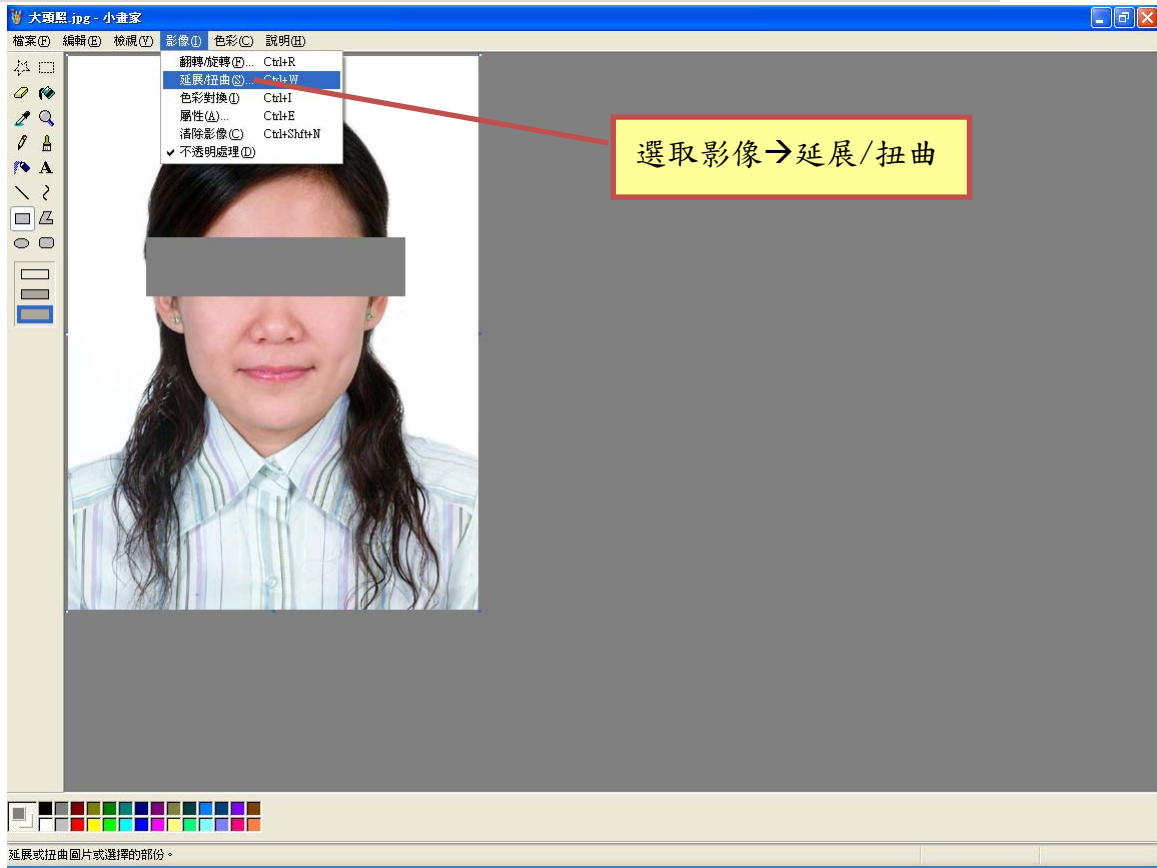 大頭照.jpg - 小畫家
檔案(F) 編輯(E) 檢視(V) 影像(I) 色彩(C) 說明(H)
翻轉/旋轉(F)... Ctrl+R
延展/扭曲(S)... Ctrl+W
色彩對換(I) Ctrl+I
屬性(A)... Ctrl+E
清除影像(C) Ctrl+Shft+N
✓ 不透明處理(D)
選取影像→延展/扭曲
A
延展或扭曲圖片或選擇的部份。